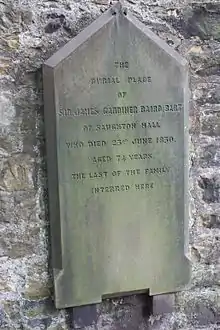 THE
BURIAL PLACE
OF
SIR JAMES GARDINER BAIRD, BART
OF SAUGHTON HALL
WHO DIED 23RD JUNE 1830.
AGED 74 YEARS.
THE LAST OF THE FAMILY
INTERRED HERE